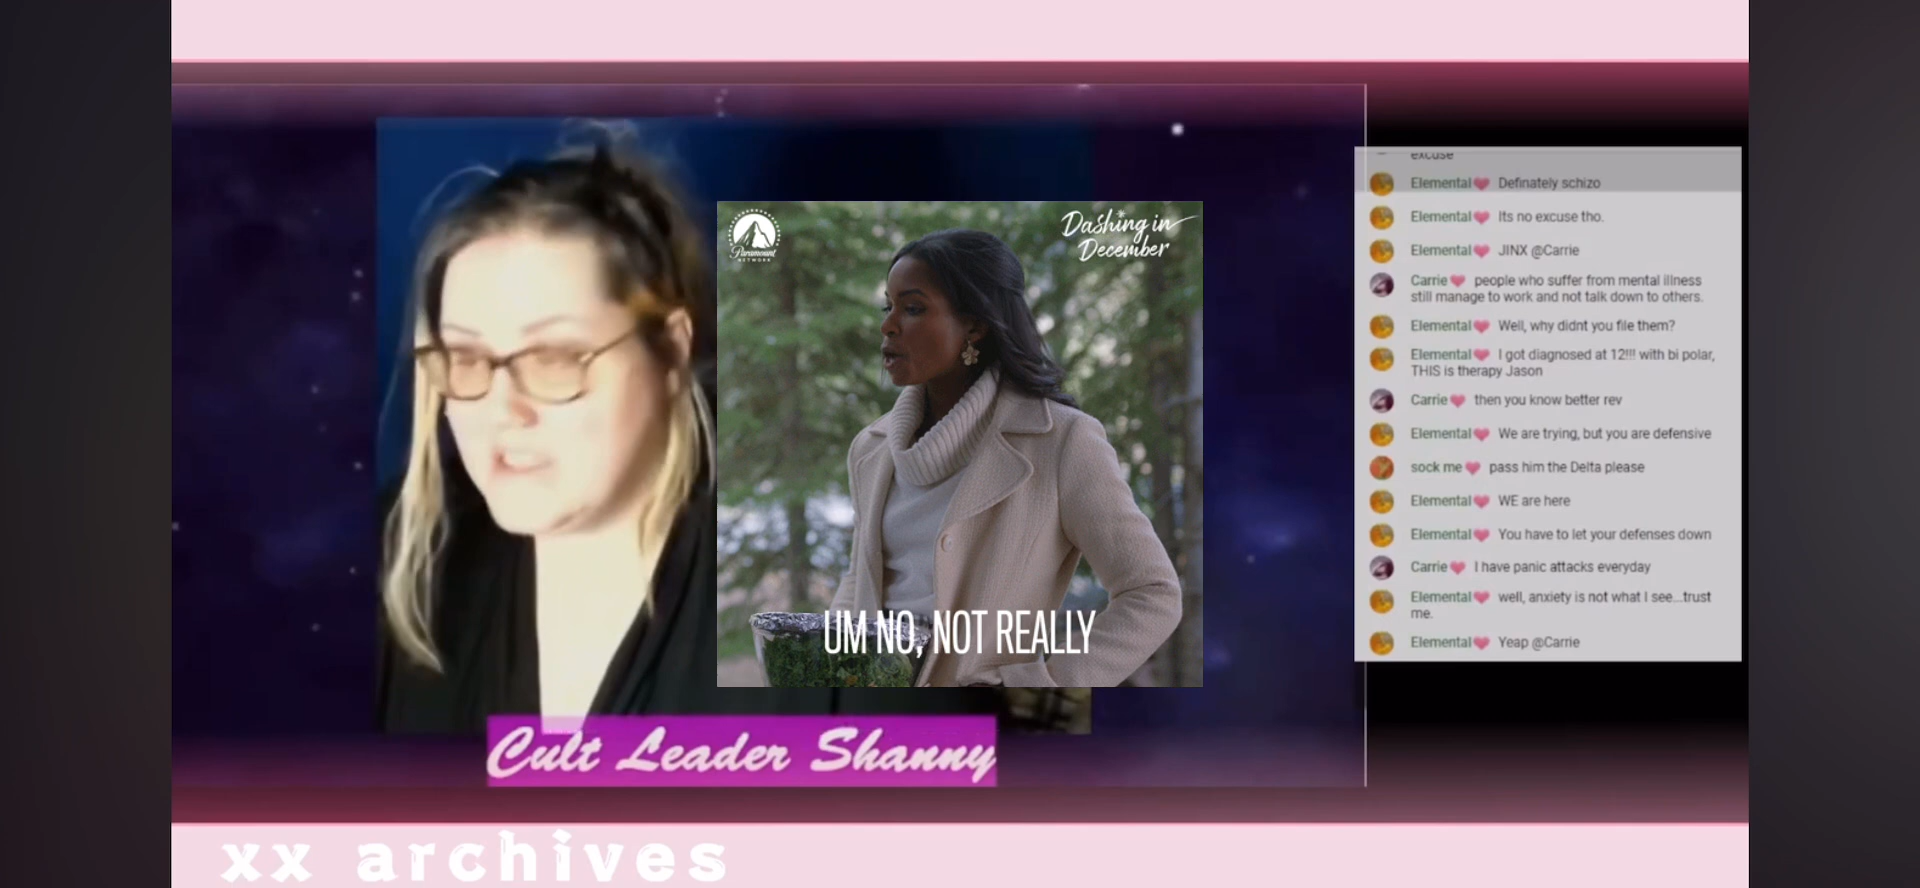 Paramount
NETWORK
Dashing in
December
UM NO, NOT REALLY
Cult Leader Shanny
xx archives
excuse
Elemental Definately schizo
Elemental Its no excuse tho.
Elemental JINX @Carrie
Carrie people who suffer from mental illness
still manage to work and not talk down to others.
Elemental Well, why didnt you file them?
Elemental I got diagnosed at 12!!! with bi polar,
THIS is therapy Jason
Carrie then you know better rev
Elemental We are trying, but you are defensive
sock me pass him the Delta please
Elemental WE are here
Elemental You have to let your defenses down
Carrie I have panic attacks everyday
Elemental well, anxiety is not what I see...trust
me.
Elemental Yeap @Carrie